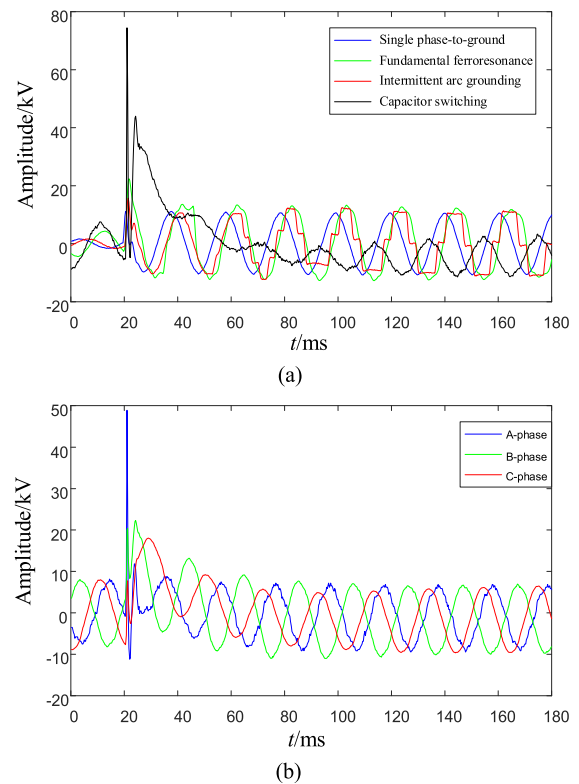 80
60
40
20
0
-20
Amplitude/kV
Single phase-to-ground
Fundamental ferroresonance
Intermittent arc grounding
Capacitor switching
0 20 40 60 80 100 120 140 160 180
t/ms
(a)
50
40
30
20
10
0
-10
-20
Amplitude/kV
A-phase
B-phase
C-phase
0 20 40 60 80 100 120 140 160 180
t/ms
(b)